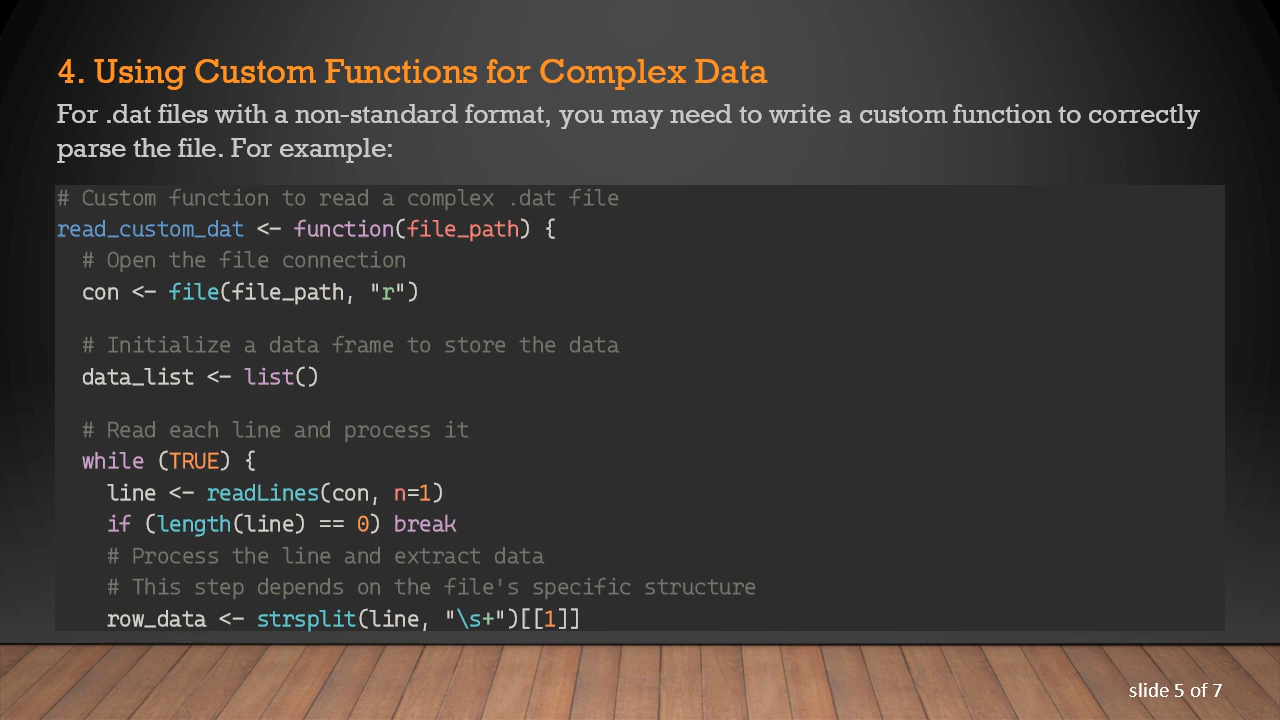 4. Using Custom Functions for Complex Data
For .dat files with a non-standard format, you may need to write a custom function to correctly
parse the file. For example:
# Custom function to read a complex .dat file
read_custom_dat <- function(file_path) {
  # Open the file connection
  con <- file(file_path, "r")
  # Initialize a data frame to store the data
  data_list <- list()
  # Read each line and process it
  while (TRUE) {
    line <- readLines(con, n=1)
    if (length(line) == 0) break
    # Process the line and extract data
    # This step depends on the file's specific structure
    row_data <- strsplit(line, "\s+")[[1]]
slide 5 of 7